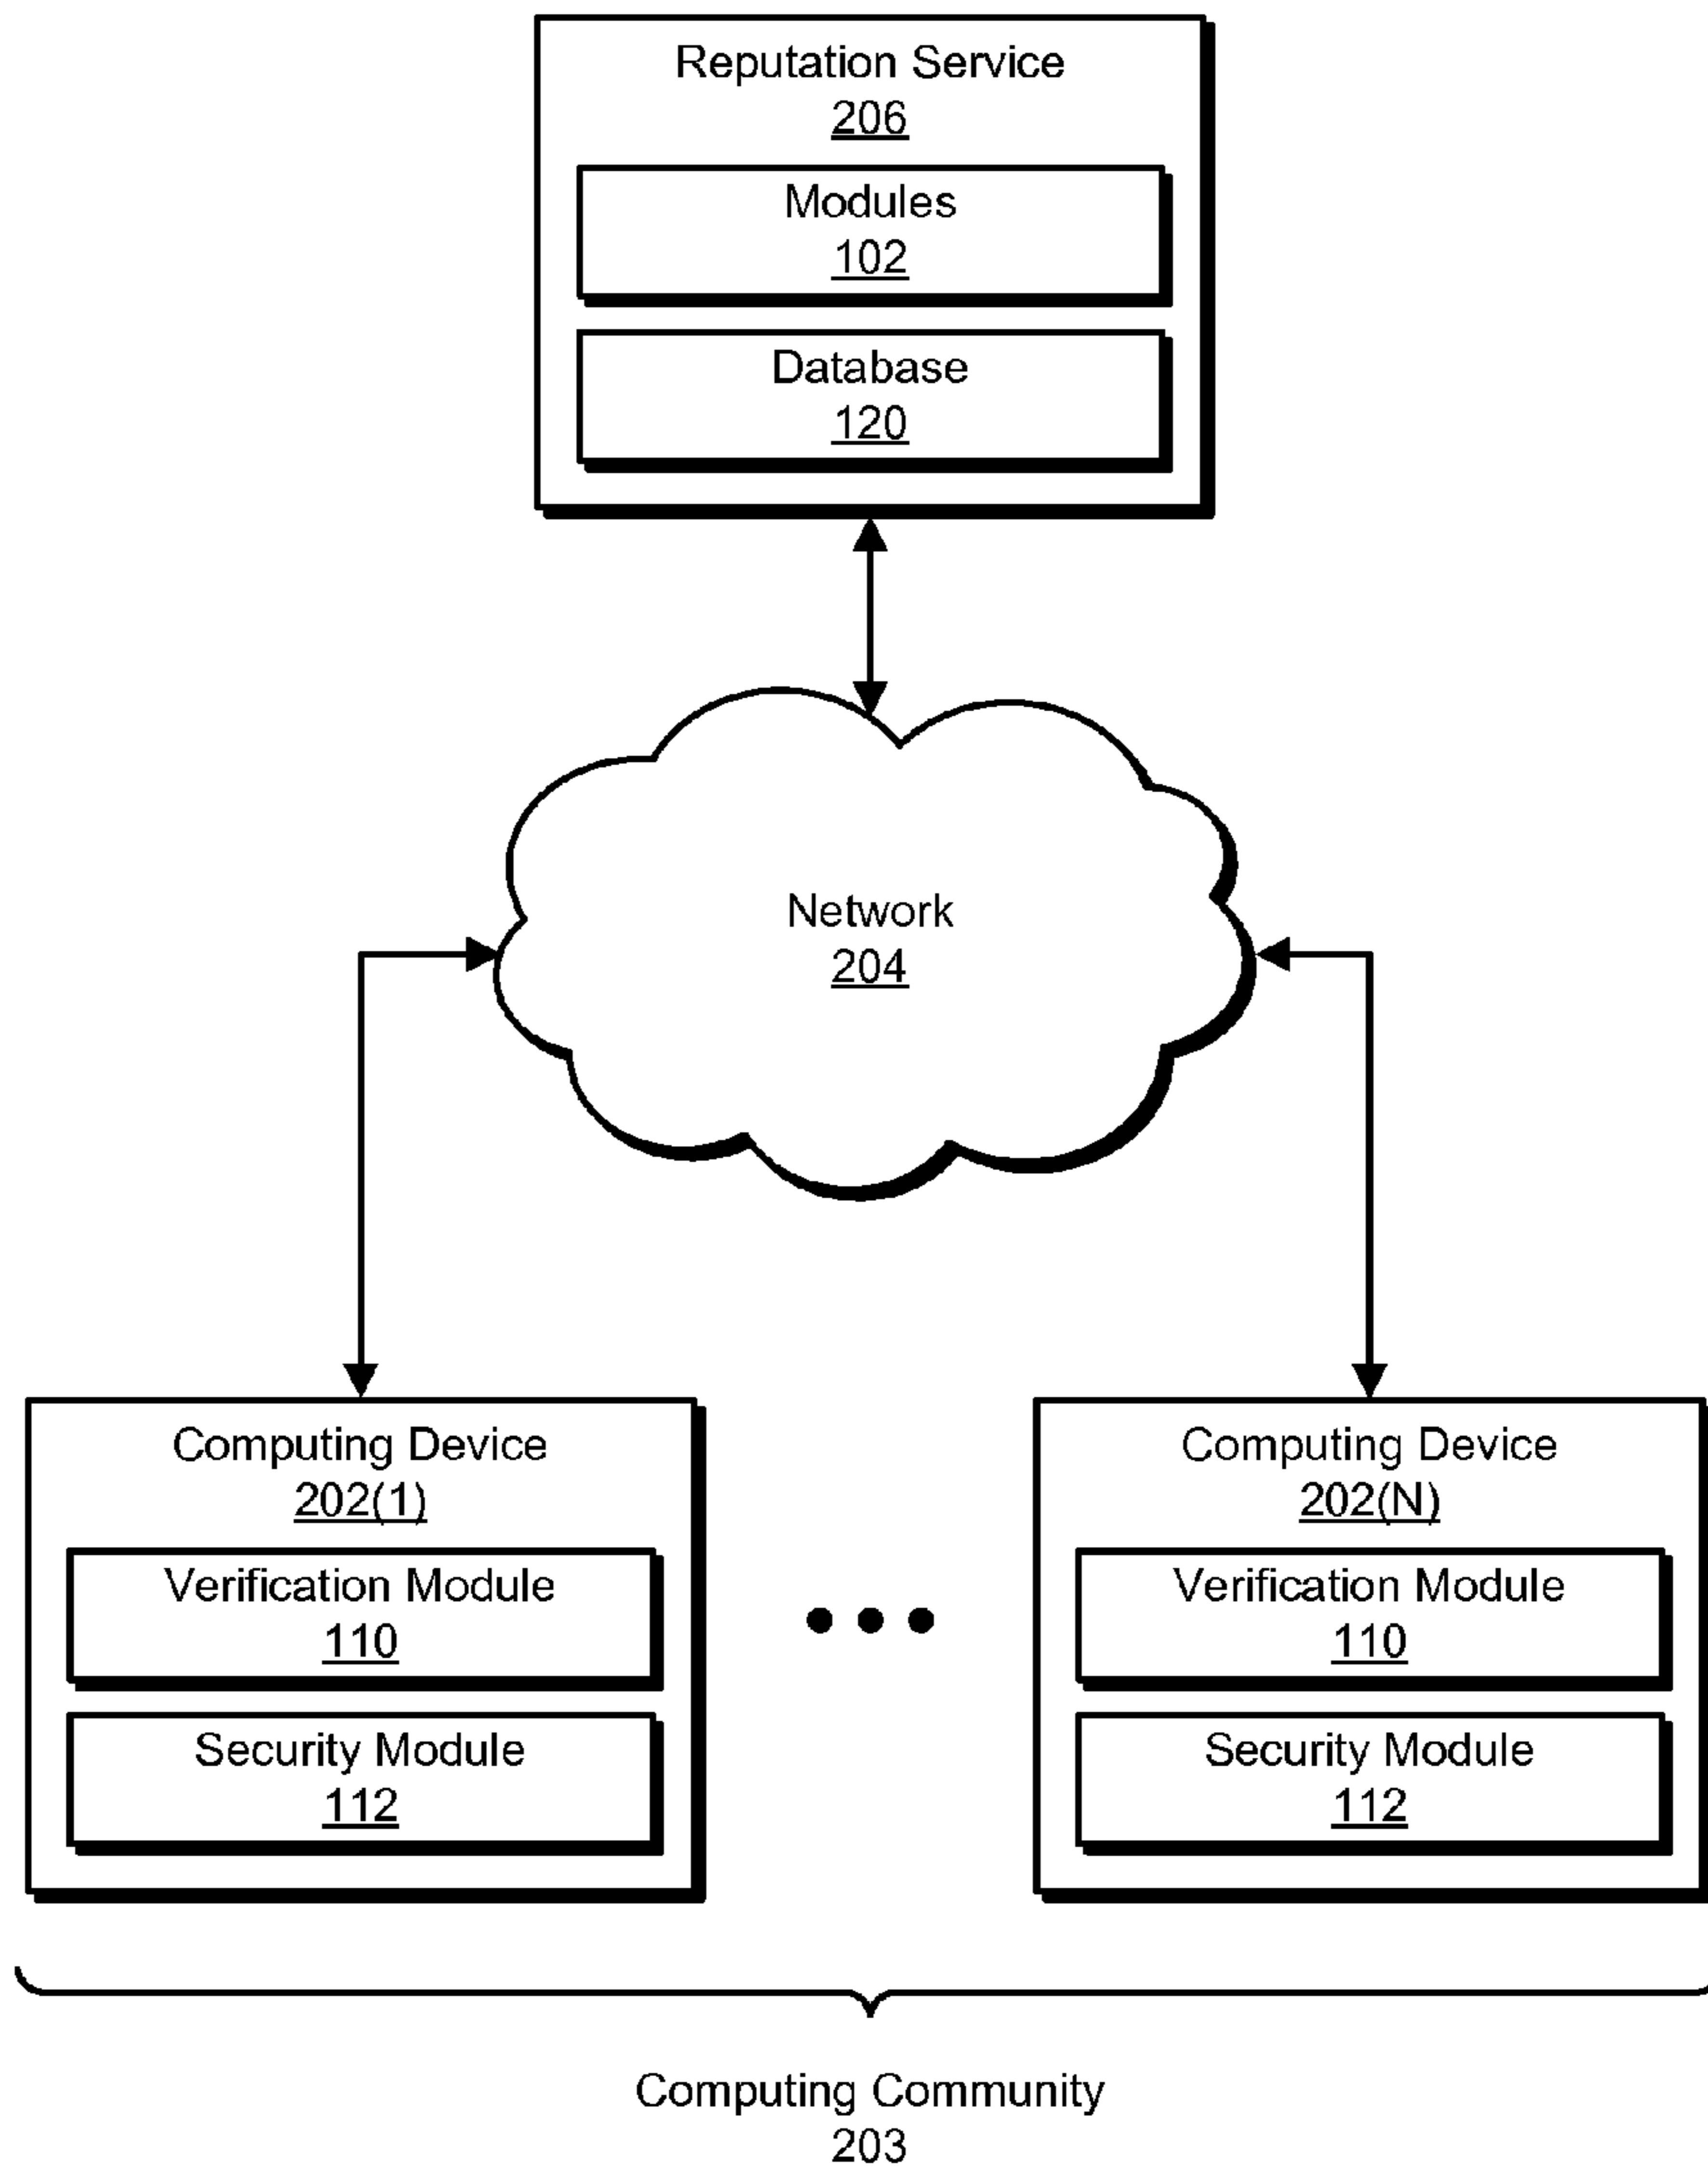 Reputation Service
206
Modules
102
Database
120
Network
204
Computing Device
202(1)
Verification Module
110
Security Module
112
Computing Device
202(N)
Verification Module
110
Security Module
112
Computing Community
203